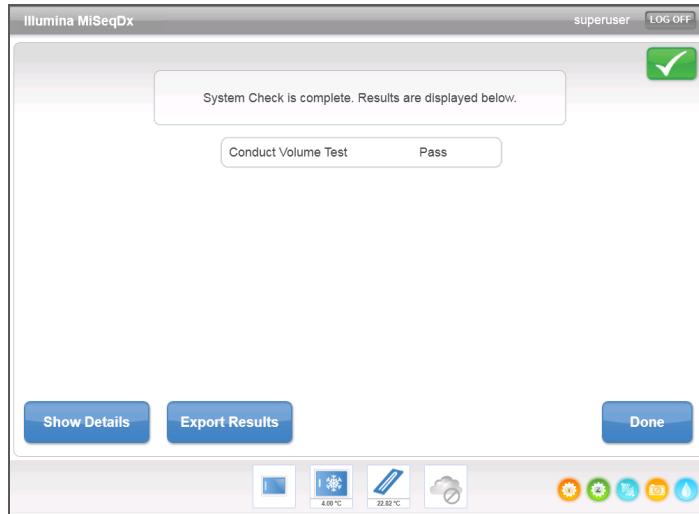 Illumina MiSeqDx
superuser LOG OFF
System Check is complete. Results are displayed below.
Conduct Volume Test Pass
Show Details Export Results Done
4.00 °C 22.82 °C